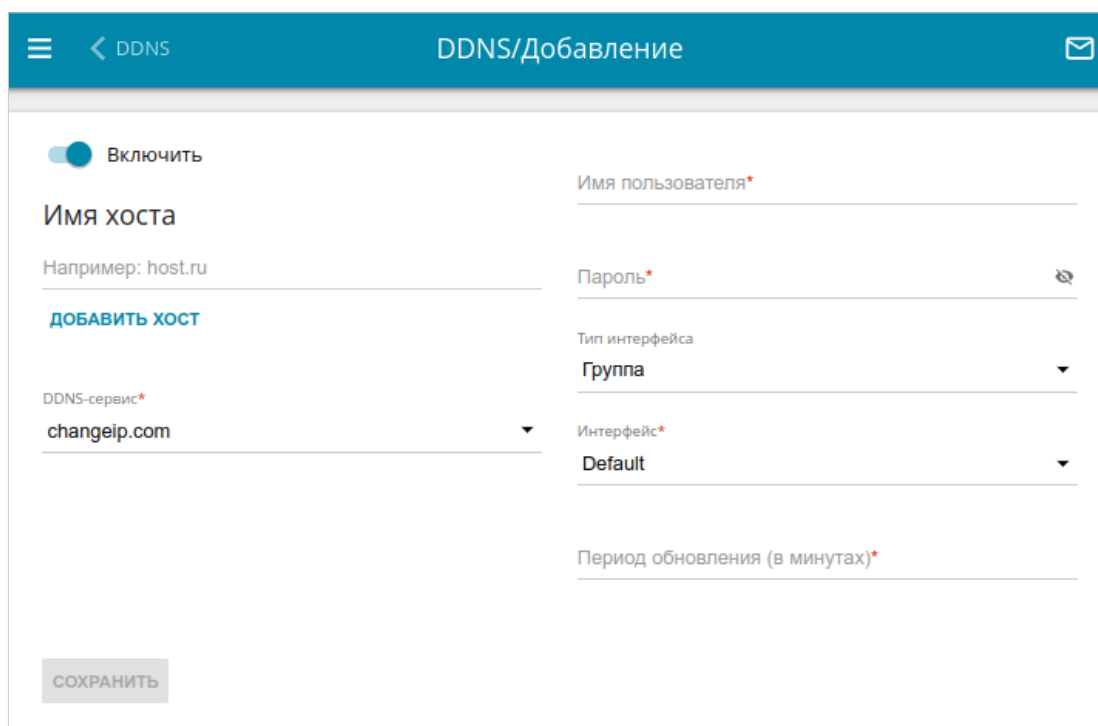 DDNS
DDNS/Добавление
Включить
Имя хоста
Например: host.ru
ДОБАВИТЬ ХОСТ
DDNS-сервис*
changeip.com
Имя пользователя*
Пароль*
Тип интерфейса
Группа
Интерфейс*
Default
Период обновления (в минутах)*
СОХРАНИТЬ